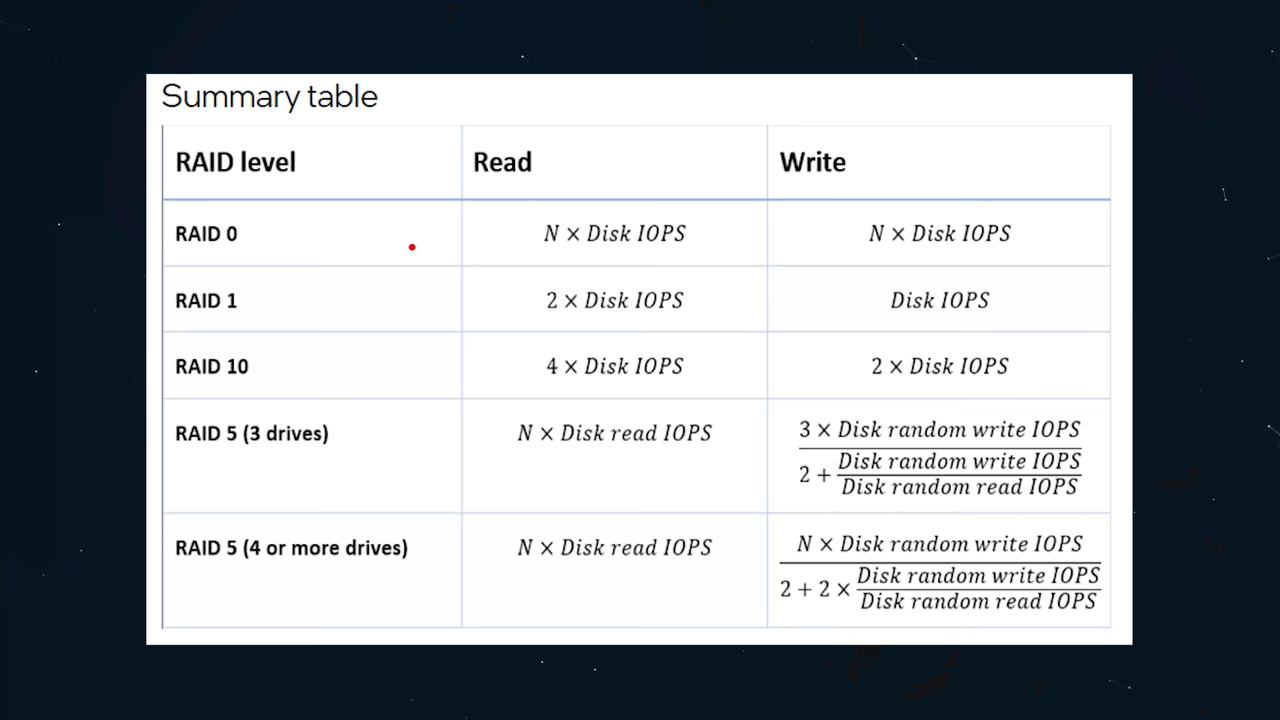 Summary table
RAID level Read Write
RAID 0 N × Disk IOPS N × Disk IOPS
RAID 1 2 × Disk IOPS Disk IOPS
RAID 10 4 × Disk IOPS 2 × Disk IOPS
RAID 5 (3 drives) N × Disk read IOPS 3 × Disk random write IOPS
2 + Disk random write IOPS
Disk random read IOPS
RAID 5 (4 or more drives) N × Disk read IOPS N × Disk random write IOPS
2 + 2 × Disk random write IOPS
Disk random read IOPS